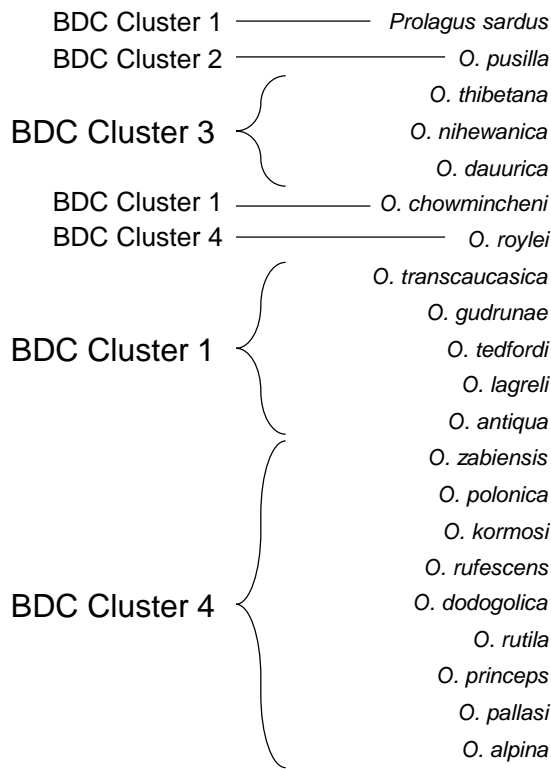 BDC Cluster 1 Prolagus sardus
BDC Cluster 2 O. pusilla
O. thibetana
BDC Cluster 3 O. nihewanica
O. dauurica
BDC Cluster 1 O. chowmincheni
BDC Cluster 4 O. roylei
O. transcaucasica
O. gudrunae
BDC Cluster 1 O. tedfordi
O. lagreli
O. antiqua
O. zabiensis
O. polonica
O. kormosi
O. rufescens
BDC Cluster 4 O. dodogolica
O. rutila
O. princeps
O. pallasi
O. alpina